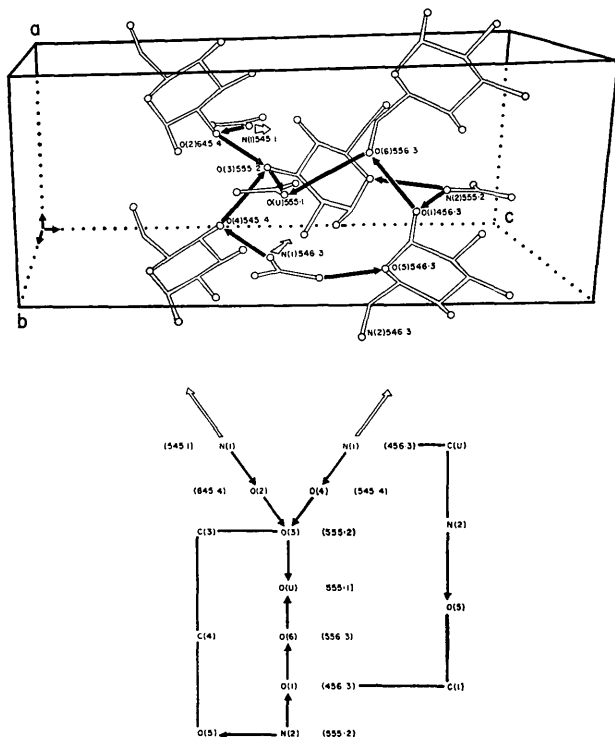 a
O(2)645·4 N(1)545·1
O(6)556·3
O(3)555·2
O(U)555·1 N(2)555·2
O(1)456·3
O(4)545·4 c
N(1)546·3
O(5)546·3
b
N(2)546·3
(545·1) N(1) N(1) (456·3) C(U)
(645·4) O(2) O(4) (545·4)
N(2)
C(3) O(3) (555·2)
O(U) 555·1]
O(5)
C(4) O(6) (556·3)
O(1) (456·3) C(1)
O(5) N(2) (555·2)